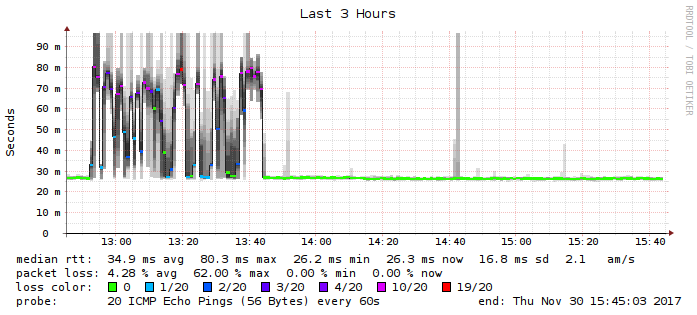 Last 3 Hours
RRDTOOL / TOBI OETIKER
Seconds
90 m
80 m
70 m
60 m
50 m
40 m
30 m
20 m
10 m
0
13:00 13:20 13:40 14:00 14:20 14:40 15:00 15:20 15:40
median rtt: 34.9 ms avg 80.3 ms max 26.2 ms min 26.3 ms now 16.8 ms sd 2.1 am/s
packet loss: 4.28 % avg 62.00 % max 0.00 % min 0.00 % now
loss color: 0 1/20 2/20 3/20 4/20 10/20 19/20
probe: 20 ICMP Echo Pings (56 Bytes) every 60s end: Thu Nov 30 15:45:03 2017